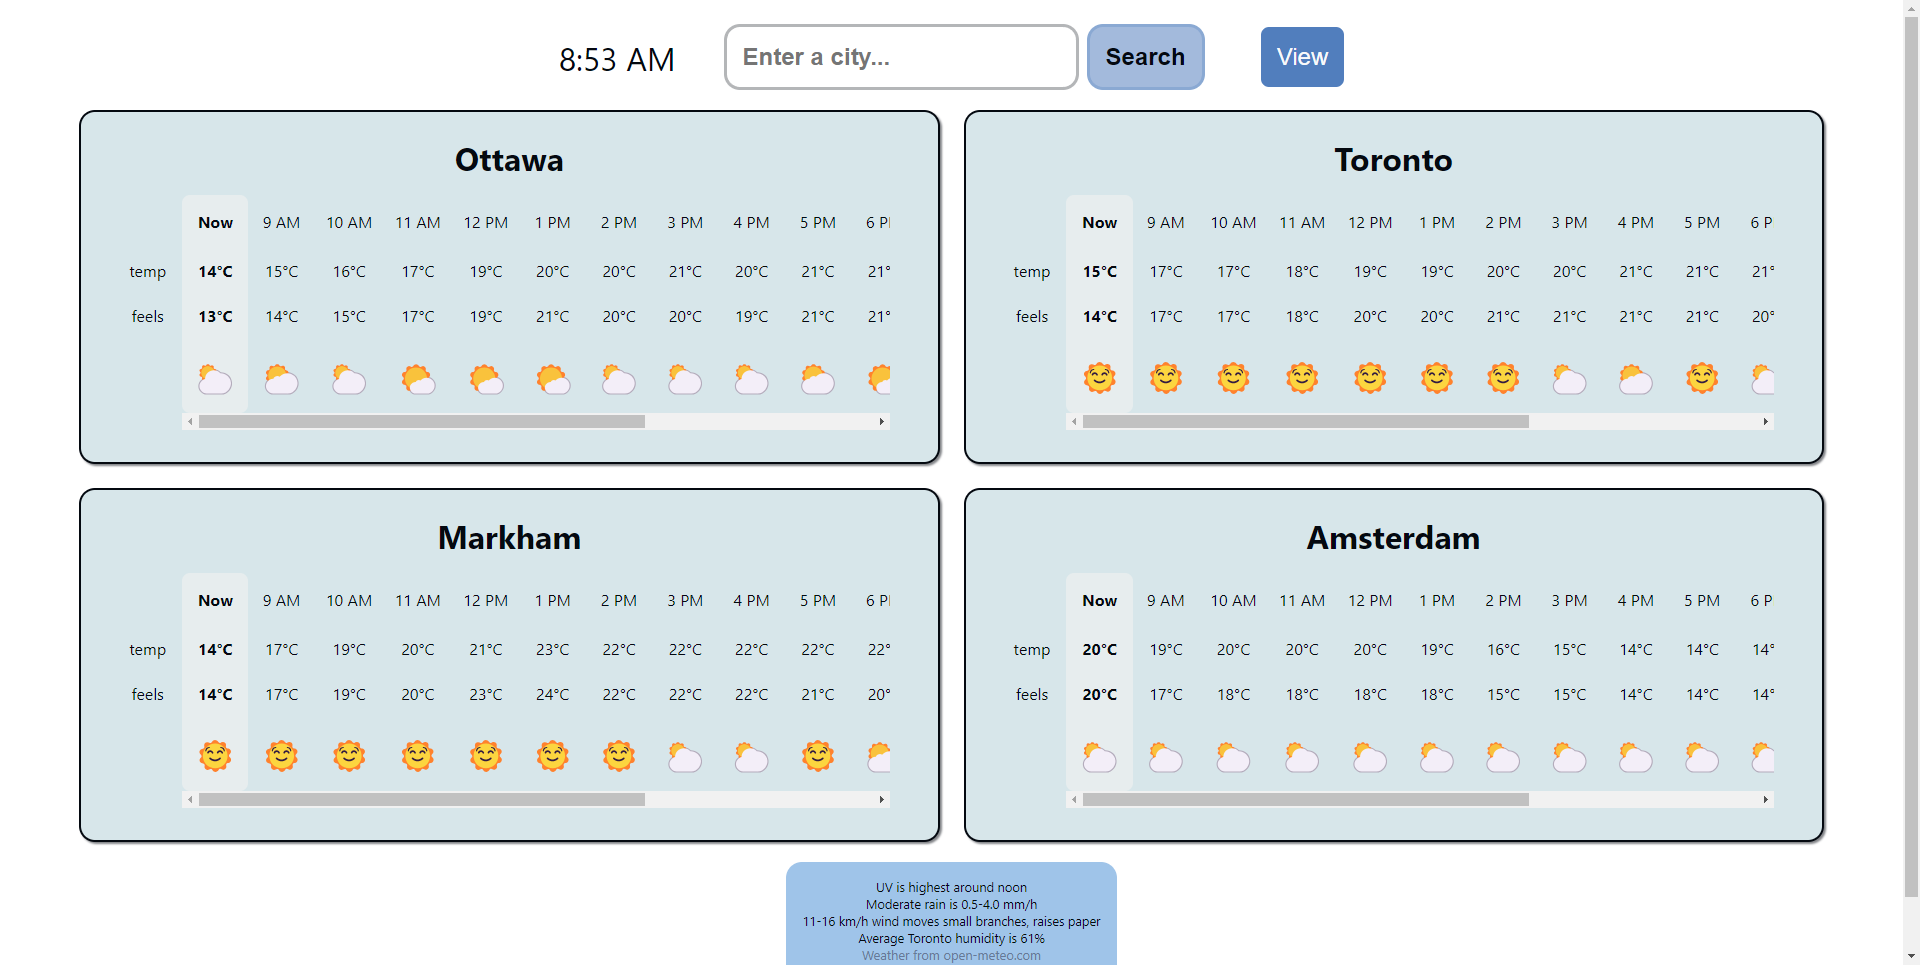 8:53 AM Enter a city... Search View
Ottawa
Now 9 AM 10 AM 11 AM 12 PM 1 PM 2 PM 3 PM 4 PM 5 PM 6 P
temp 14°C 15°C 16°C 17°C 19°C 20°C 20°C 21°C 20°C 21°C 21°
feels 13°C 14°C 15°C 17°C 19°C 21°C 20°C 20°C 19°C 21°C 21°
Toronto
Now 9 AM 10 AM 11 AM 12 PM 1 PM 2 PM 3 PM 4 PM 5 PM 6 P
temp 15°C 17°C 17°C 18°C 19°C 19°C 20°C 20°C 21°C 21°C 21°
feels 14°C 17°C 17°C 18°C 20°C 20°C 21°C 21°C 21°C 21°C 20°
Markham
Now 9 AM 10 AM 11 AM 12 PM 1 PM 2 PM 3 PM 4 PM 5 PM 6 P
temp 14°C 17°C 19°C 20°C 21°C 23°C 22°C 22°C 22°C 22°C 22°
feels 14°C 17°C 19°C 20°C 23°C 24°C 22°C 22°C 22°C 21°C 20°
Amsterdam
Now 9 AM 10 AM 11 AM 12 PM 1 PM 2 PM 3 PM 4 PM 5 PM 6 P
temp 20°C 19°C 20°C 20°C 20°C 19°C 16°C 15°C 14°C 14°C 14°
feels 20°C 17°C 18°C 18°C 18°C 18°C 15°C 15°C 14°C 14°C 14°
UV is highest around noon
Moderate rain is 0.5-4.0 mm/h
11-16 km/h wind moves small branches, raises paper
Average Toronto humidity is 61%
Weather from open-meteo.com